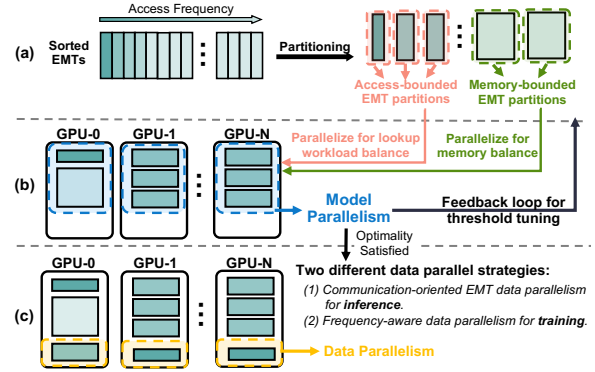 Access Frequency
(a)
Sorted
EMTs
Partitioning
Access-bounded
EMT partitions
Memory-bounded
EMT partitions
GPU-0
GPU-1
GPU-N
Parallelize for lookup
workload balance
Parallelize for
memory balance
(b)
Model
Parallelism
Feedback loop for
threshold tuning
Optimality
Satisfied
GPU-0
GPU-1
GPU-N
Two different data parallel strategies:
(1) Communication-oriented EMT data parallelism
for inference.
(2) Frequency-aware data parallelism for training.
(c)
Data Parallelism